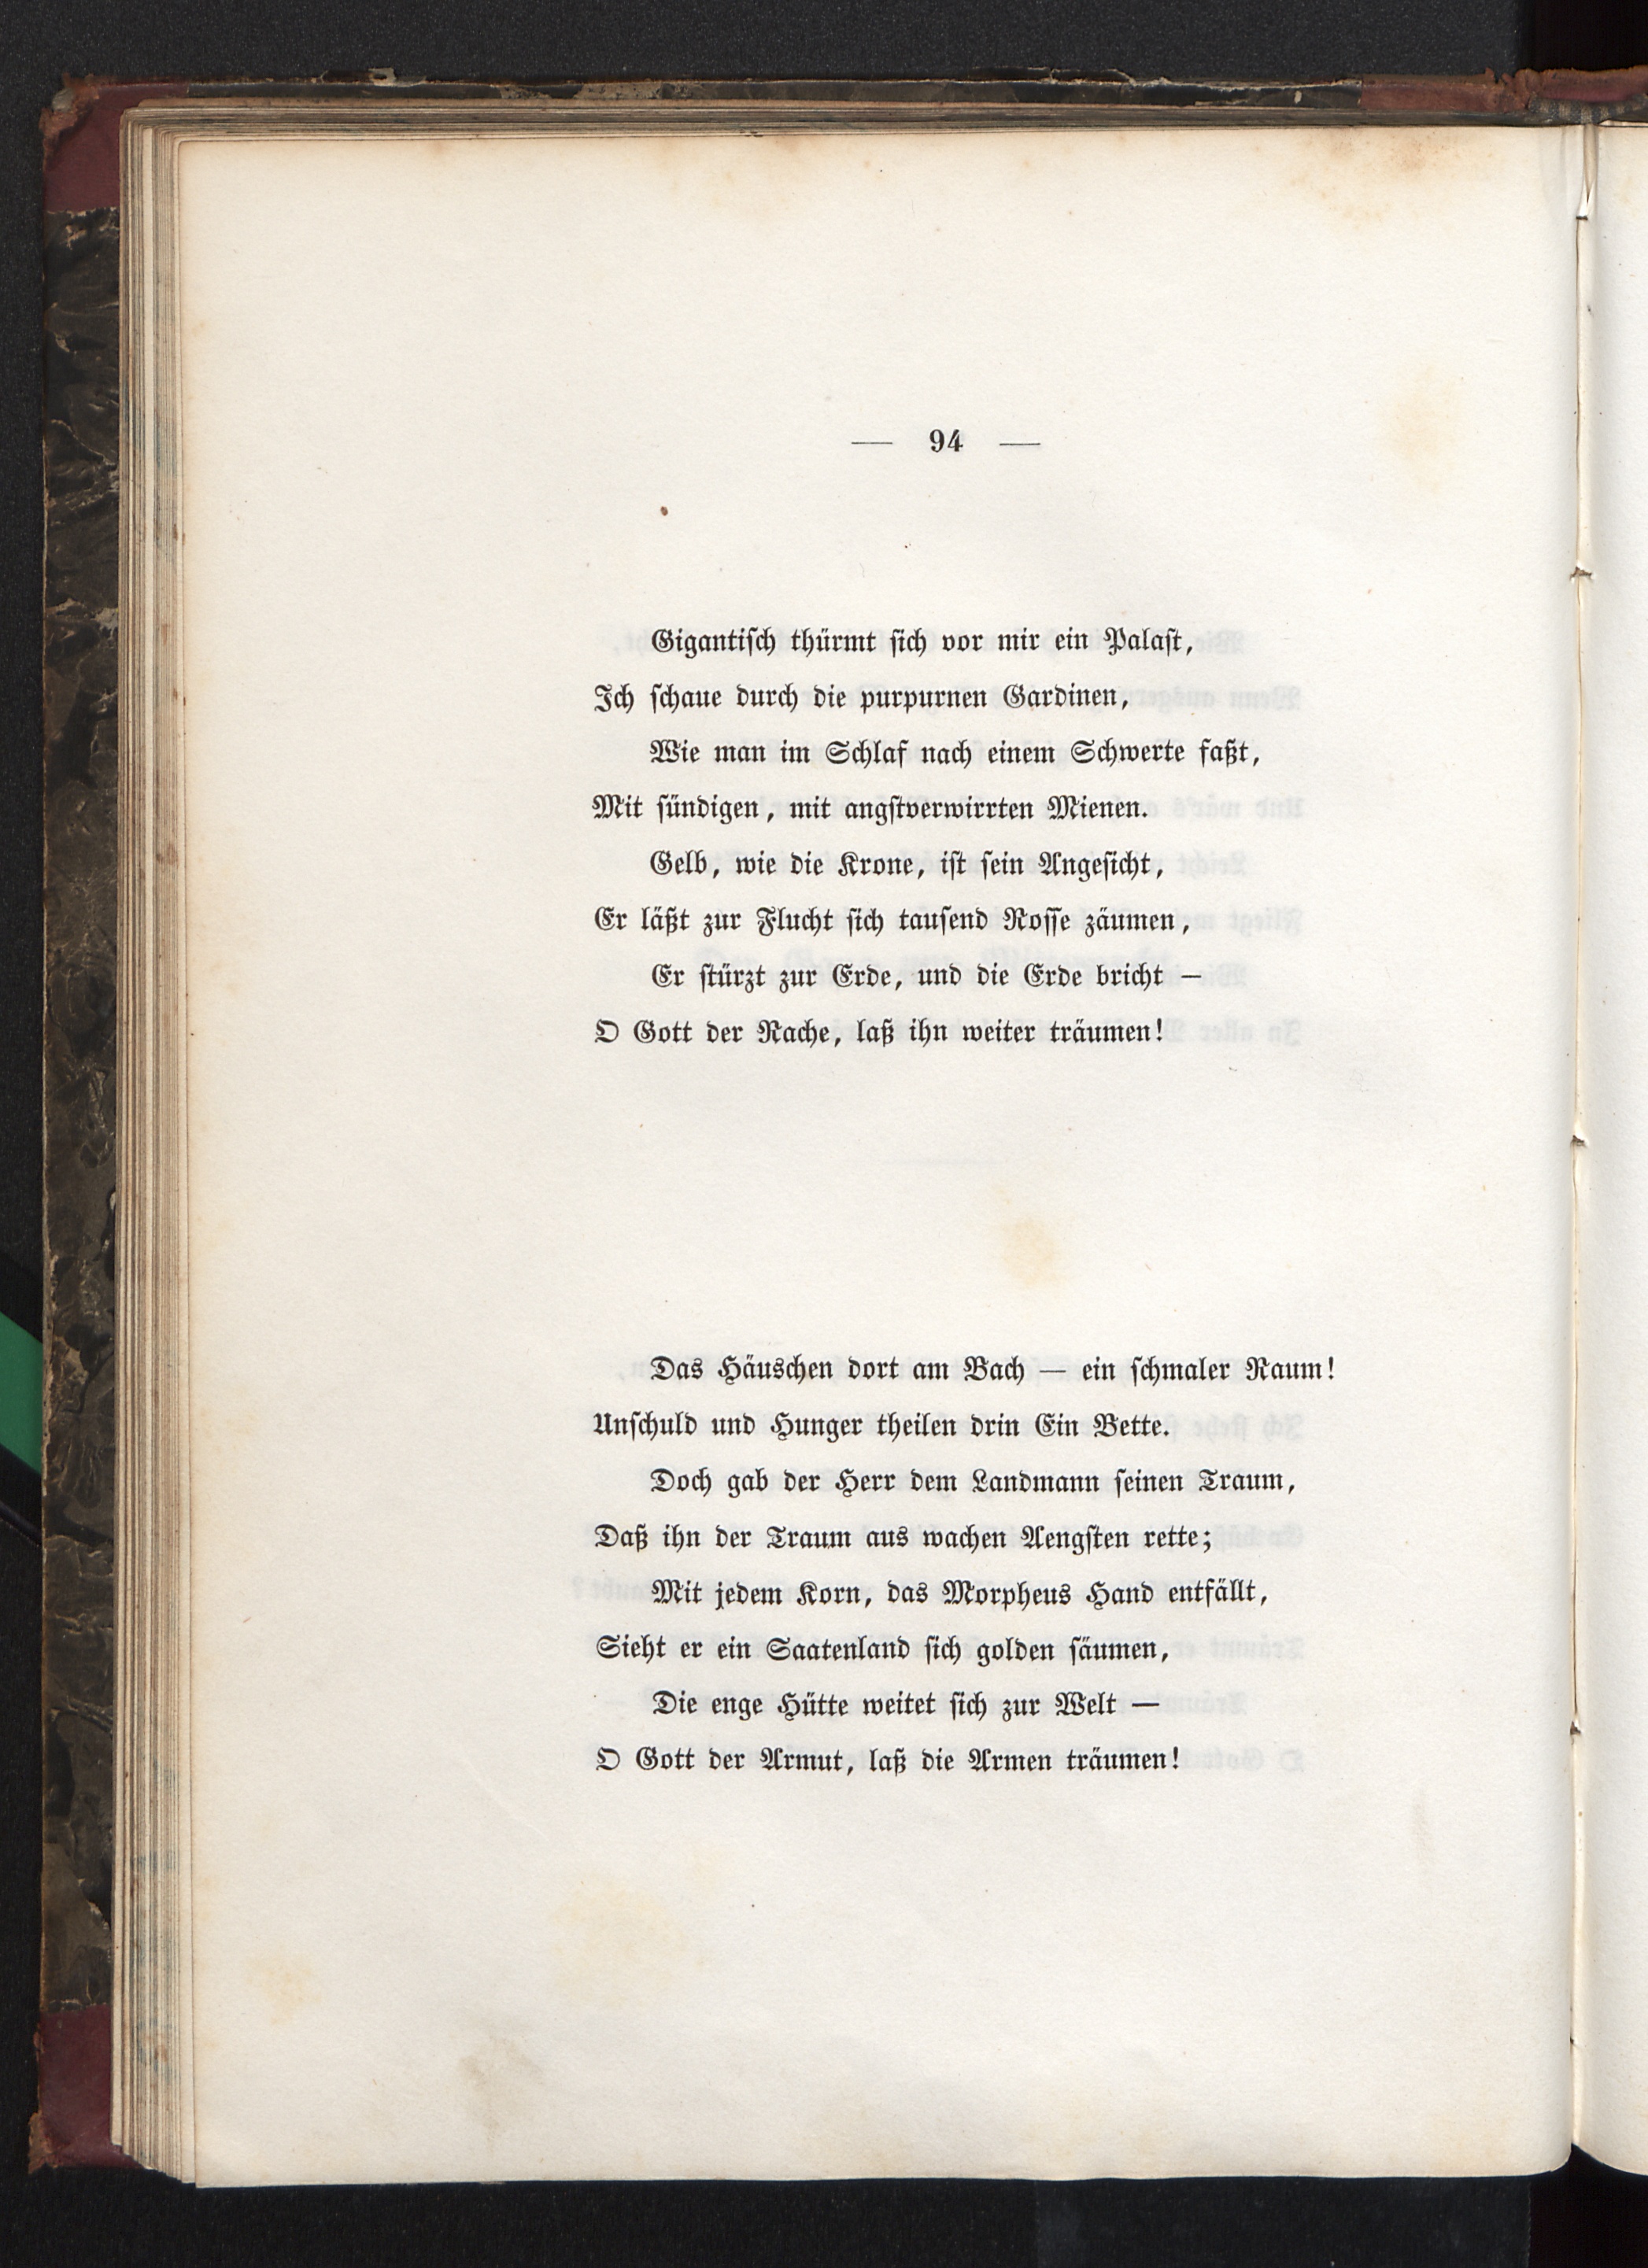 — 94 —
Gigantiſch thürmt ſich vor mir ein Palaſt,
Ich ſchaue durch die purpurnen Gardinen,
Wie man im Schlaf nach einem Schwerte faßt,
Mit ſündigen, mit angſtverwirrten Mienen.
Gelb, wie die Krone, iſt ſein Angeſicht,
Er läßt zur Flucht ſich tauſend Roſſe zäumen,
Er ſtürzt zur Erde, und die Erde bricht —
O Gott der Rache, laß ihn weiter träumen!
Das Häuschen dort am Bach — ein ſchmaler Raum!
Unſchuld und Hunger theilen drin Ein Bette.
Doch gab der Herr dem Landmann ſeinen Traum,
Daß ihn der Traum aus wachen Aengſten rette;
Mit jedem Korn, das Morpheus Hand entfällt,
Sieht er ein Saatenland ſich golden ſäumen,
Die enge Hütte weitet ſich zur Welt —
O Gott der Armut, laß die Armen träumen!